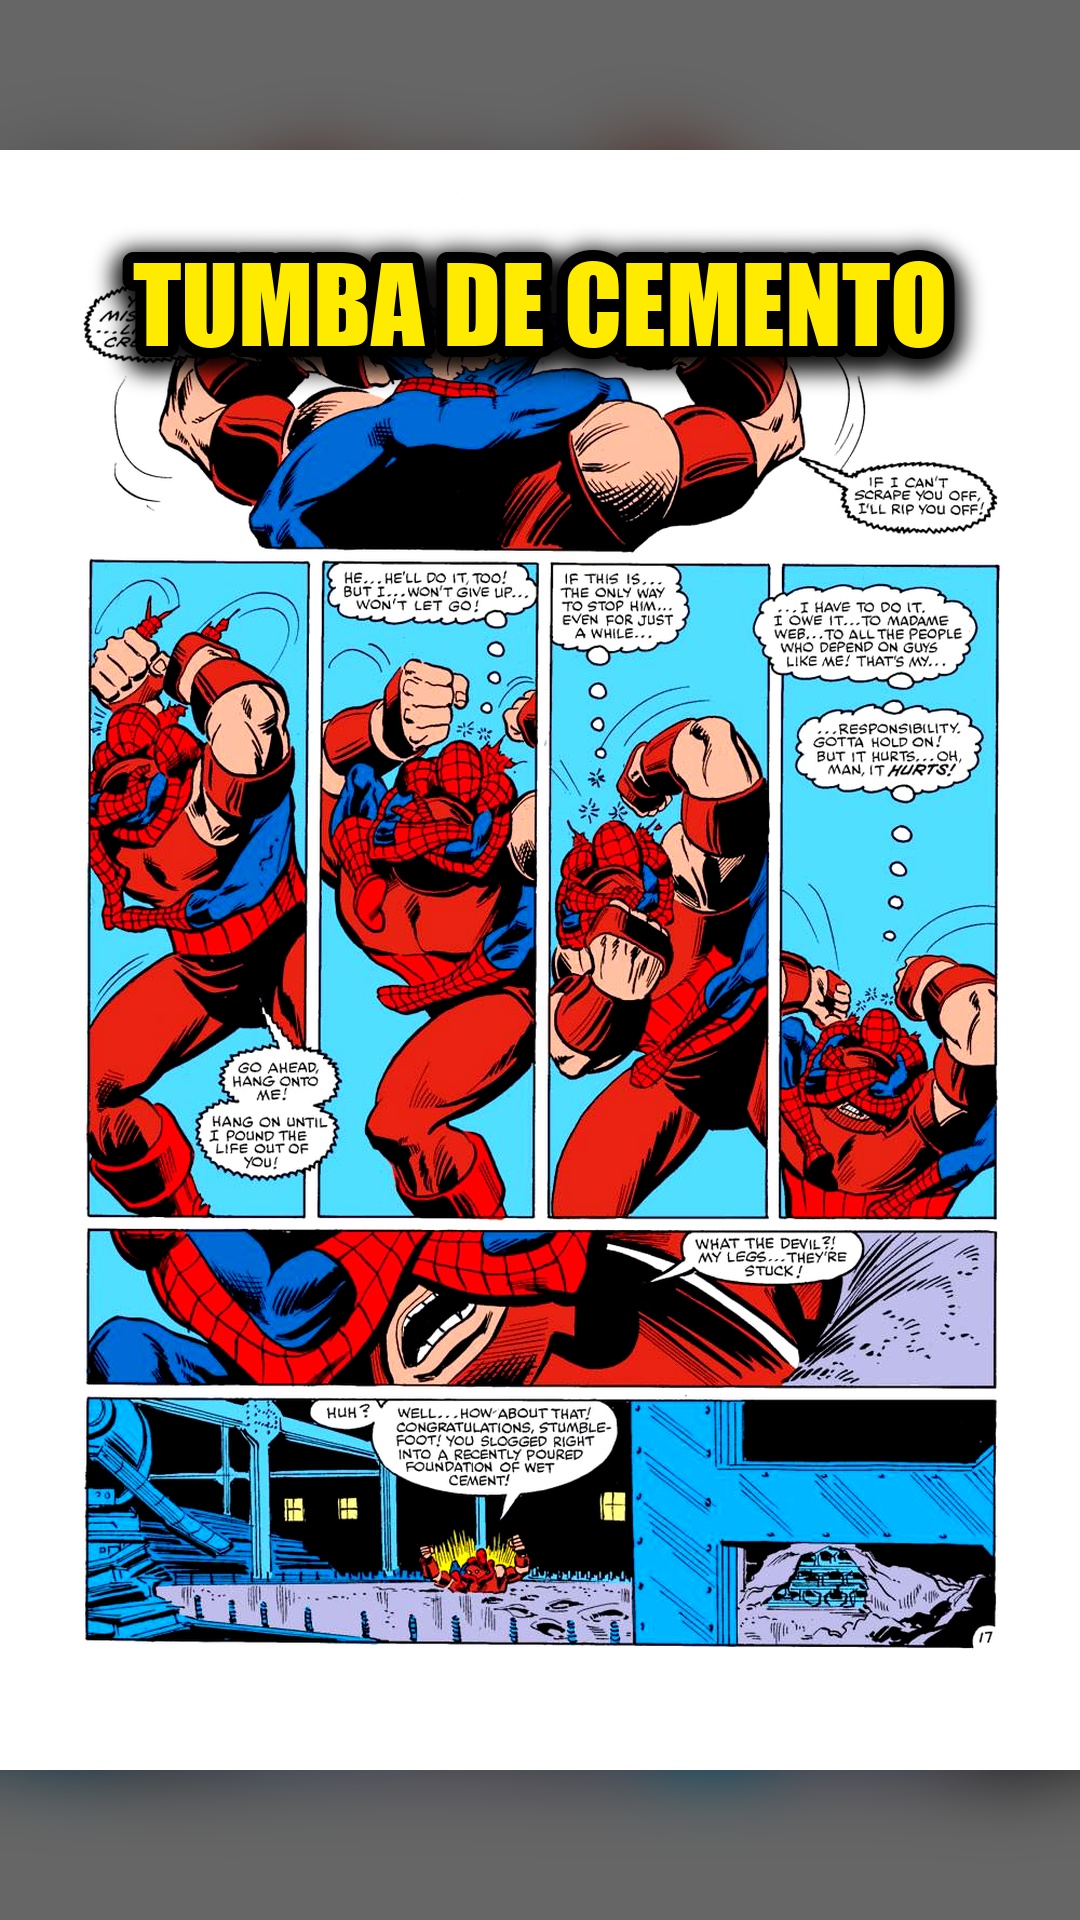 TUMBA DE CEMENTO
IF I CAN'T
SCRAPE YOU OFF,
I'LL RIP YOU OFF!
HE...HE'LL DO IT, TOO!
BUT I...WON'T GIVE UP...
WON'T LET GO!
IF THIS IS...
THE ONLY WAY
TO STOP HIM...
EVEN FOR JUST
A WHILE...
...I HAVE TO DO IT.
I OWE IT...TO MADAME
WEB...TO ALL THE PEOPLE
WHO DEPEND ON GUYS
LIKE ME! THAT'S MY...
...RESPONSIBILITY.
GOTTA HOLD ON!
BUT IT HURTS...OH,
MAN, IT HURTS!
GO AHEAD,
HANG ONTO
ME!
HANG ON UNTIL
I POUND THE
LIFE OUT OF
YOU!
WHAT THE DEVIL?!
MY LEGS...THEY'RE
STUCK!
HUH?
WELL...HOW ABOUT THAT!
CONGRATULATIONS, STUMBLE-
FOOT! YOU SLOGGED RIGHT
INTO A RECENTLY POURED
FOUNDATION OF WET
CEMENT!
17